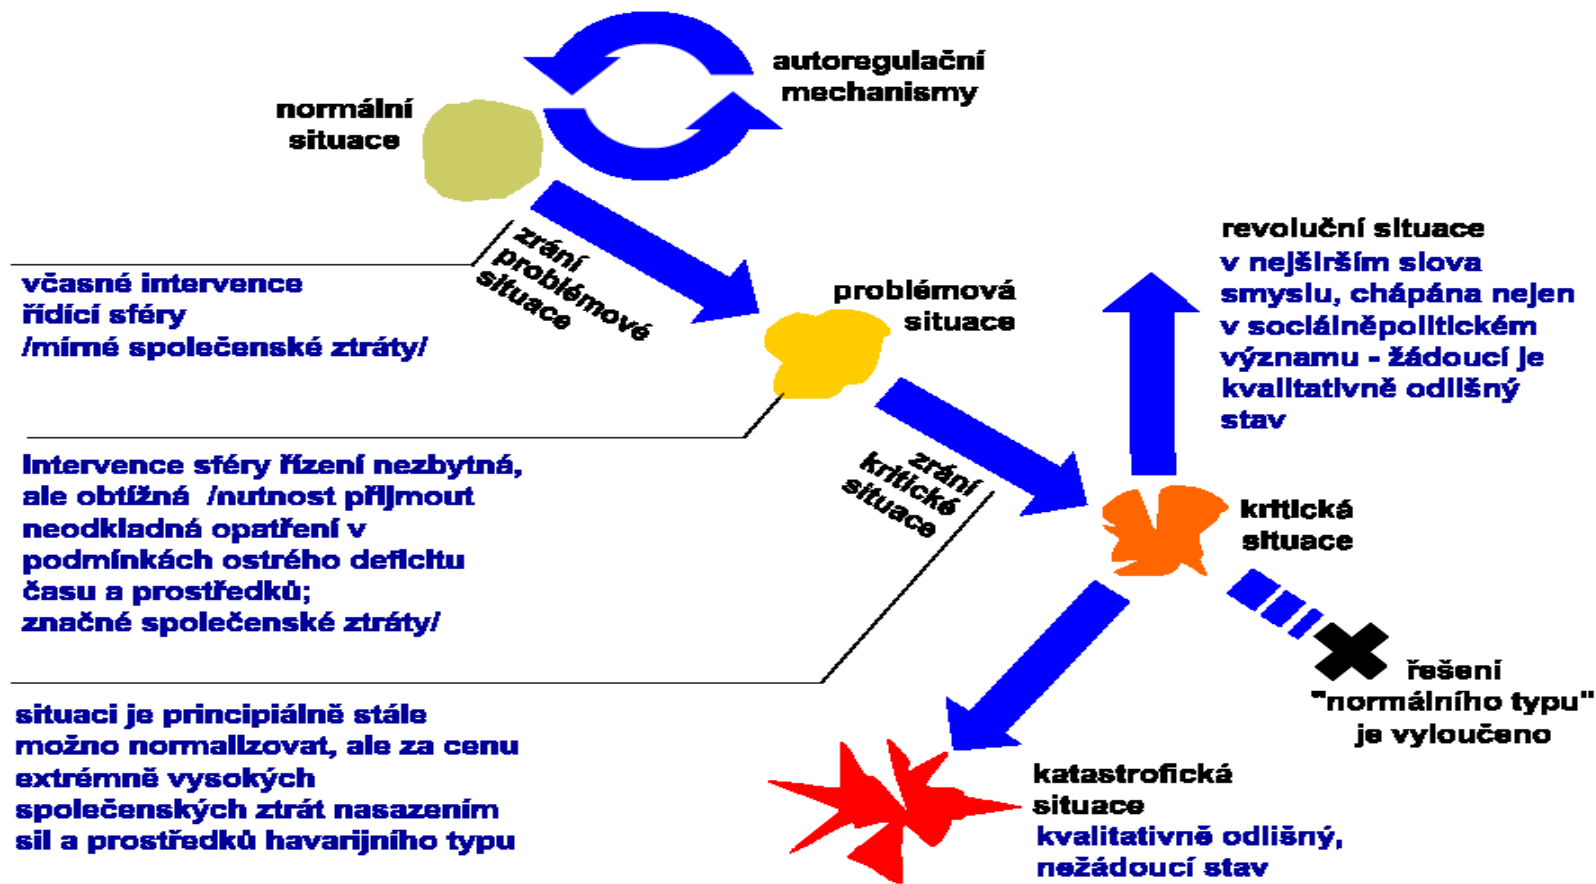 autoregulační
mechanismy
normální
situace
zrání
problémové
situace
včasné intervence
řídící sféry
/mírné společenské ztráty/
problémová
situace
revoluční situace
v nejširším slova
smyslu, chápána nejen
v sociálněpolitickém
významu - žádoucí je
kvalitativně odlišný
stav
Intervence sféry řízení nezbytná,
ale obtížná /nutnost přijmout
neodkladná opatření v
podmínkách ostrého deficitu
času a prostředků;
značné společenské ztráty/
zrání
kritické
situace
kritická
situace
řešení
"normálního typu"
je vyloučeno
situaci je principiálně stále
možno normalizovat, ale za cenu
extrémně vysokých
společenských ztrát nasazením
sil a prostředků havarijního typu
katastrofická
situace
kvalitativně odlišný,
nežádoucí stav